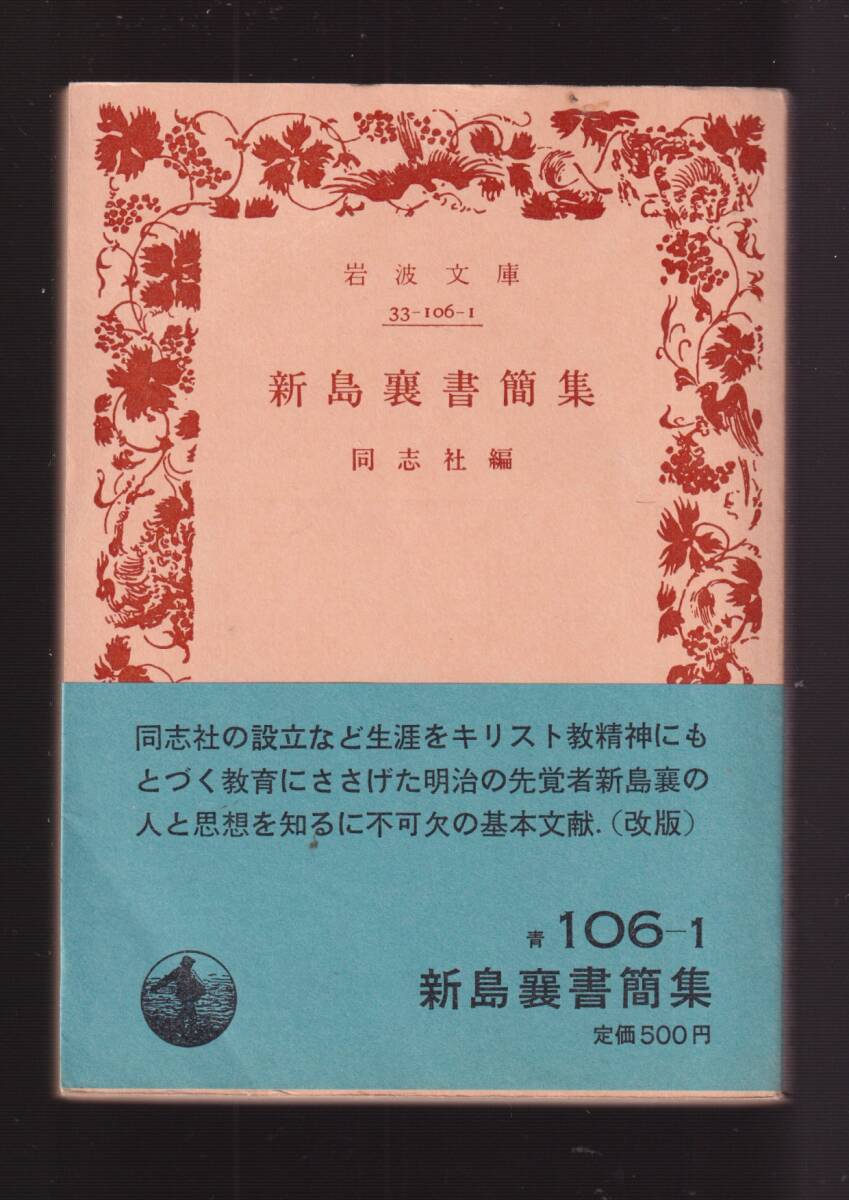 岩波文庫
33-106-1
新島襄書簡集
同志社編
同志社の設立など生涯をキリスト教精神にも
とづく教育にささげた明治の先覚者新島襄の
人と思想を知るに不可欠の基本文献.(改版)
青 106-1
新島襄書簡集
定価500円